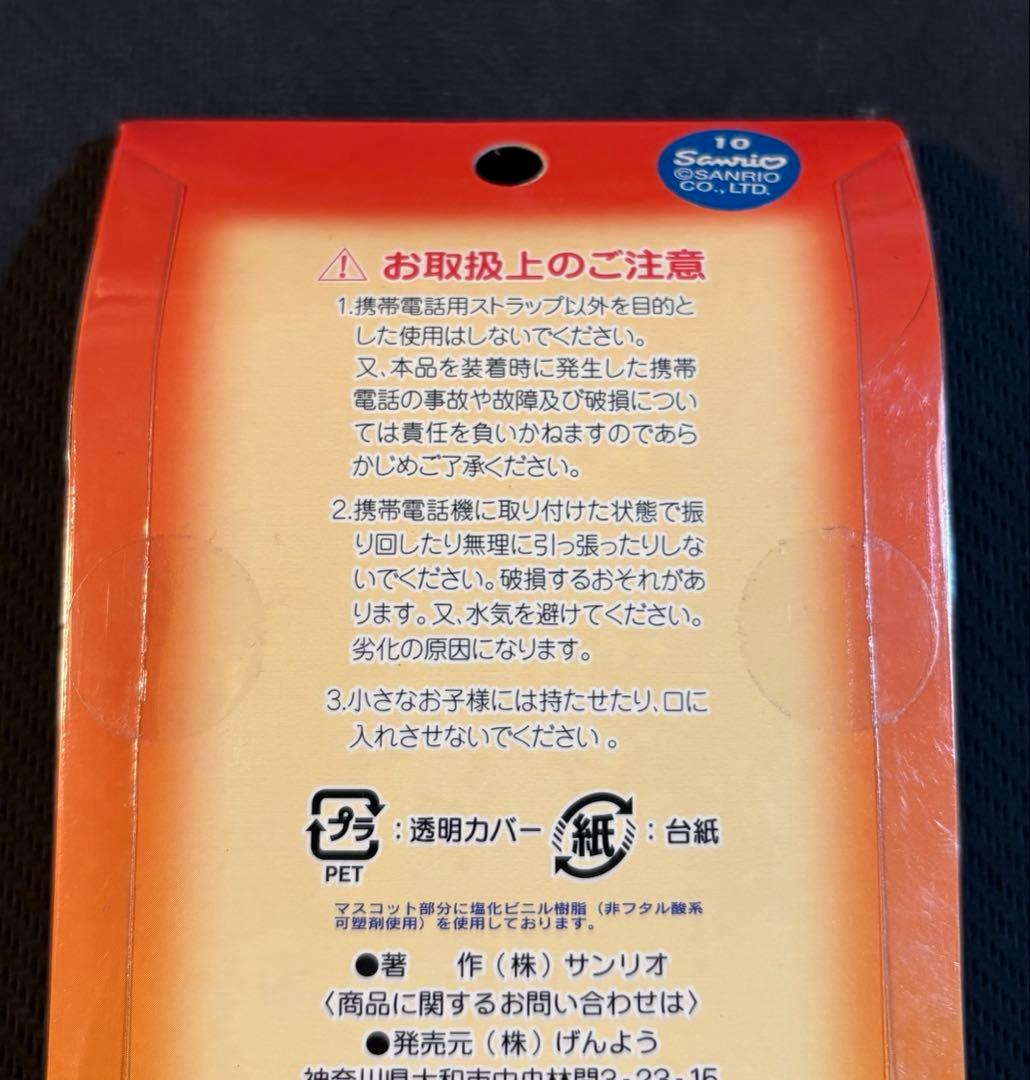 10
Sanrio
©SANRIO
CO., LTD.
お取扱上のご注意
1.携帯電話用ストラップ以外を目的と
した使用はしないでください。
又、本品を装着時に発生した携帯
電話の事故や故障及び破損につい
ては責任を負いかねますのであら
かじめご了承ください。
2.携帯電話機に取り付けた状態で振
り回したり無理に引っ張ったりしな
いでください。破損するおそれがあ
ります。又、水気を避けてください。
劣化の原因になります。
3.小さなお子様には持たせたり、口に
入れさせないでください。
プラ：透明カバー 紙：台紙
PET
マスコット部分に塩化ビニル樹脂（非フタル酸系
可塑剤使用）を使用しております。
●著　作（株）サンリオ
〈商品に関するお問い合わせは〉
●発売元（株）げんよう
神奈川県大和市中央林間3-23-15